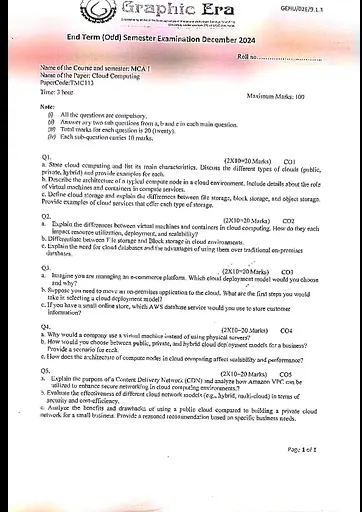 Graphic Era
GEHU/02E/9.1.3
End Term (Odd) Semester Examination December 2024
Roll no
Name of the Course and semester: MCA I
Name of the Paper: Cloud Computing
PaperCode:TMC113
Time: 3 hour
Maximum Marks: 100
Note:
(i) All the questions are compulsory.
(ii) Answer any two sub questions from a, b and c in each main question.
(iii) Total marks for each question is 20 (twenty).
(iv) Each sub-question carries 10 marks.
Q1. (2X10=20 Marks) CO1
a. State cloud computing and list its main characteristics. Discuss the different types of clouds (public,
private, hybrid) and provide examples for each.
b. Describe the architecture of a typical compute node in a cloud environment. Include details about the role
of virtual machines and containers in compute services.
c. Define cloud storage and explain the differences between file storage, block storage, and object storage.
Provide examples of cloud services that offer each type of storage.
Q2. (2X10=20 Marks) CO2
a. Explain the differences between virtual machines and containers in cloud computing. How do they each
impact resource utilization, deployment, and scalability?
b. Differentiate between File storage and Block storage in cloud environments.
c. Explain the need for cloud databases and the advantages of using them over traditional on-premises
databases.
Q3. (2X10=20 Marks) CO3
a. Imagine you are managing an e-commerce platform. Which cloud deployment model would you choose
and why?
b. Suppose you need to move an on-premises application to the cloud. What are the first steps you would
take in selecting a cloud deployment model?
c. If you have a small online store, which AWS database service would you use to store customer
information?
Q4. (2X10=20 Marks) CO4
a. Why would a company use a virtual machine instead of using physical servers?
b. How would you choose between public, private, and hybrid cloud deployment models for a business?
Provide a scenario for each.
c. How does the architecture of compute nodes in cloud computing affect scalability and performance?
Q5. (2X10=20 Marks) CO5
a. Explain the purpose of a Content Delivery Network (CDN) and analyze how Amazon VPC can be
utilized to enhance secure networking in cloud computing environments.?
b. Evaluate the effectiveness of different cloud network models (e.g., hybrid, multi-cloud) in terms of
security and cost-efficiency.
c. Analyze the benefits and drawbacks of using a public cloud compared to building a private cloud
network for a small business. Provide a reasoned recommendation based on specific business needs.
Page 1 of 1